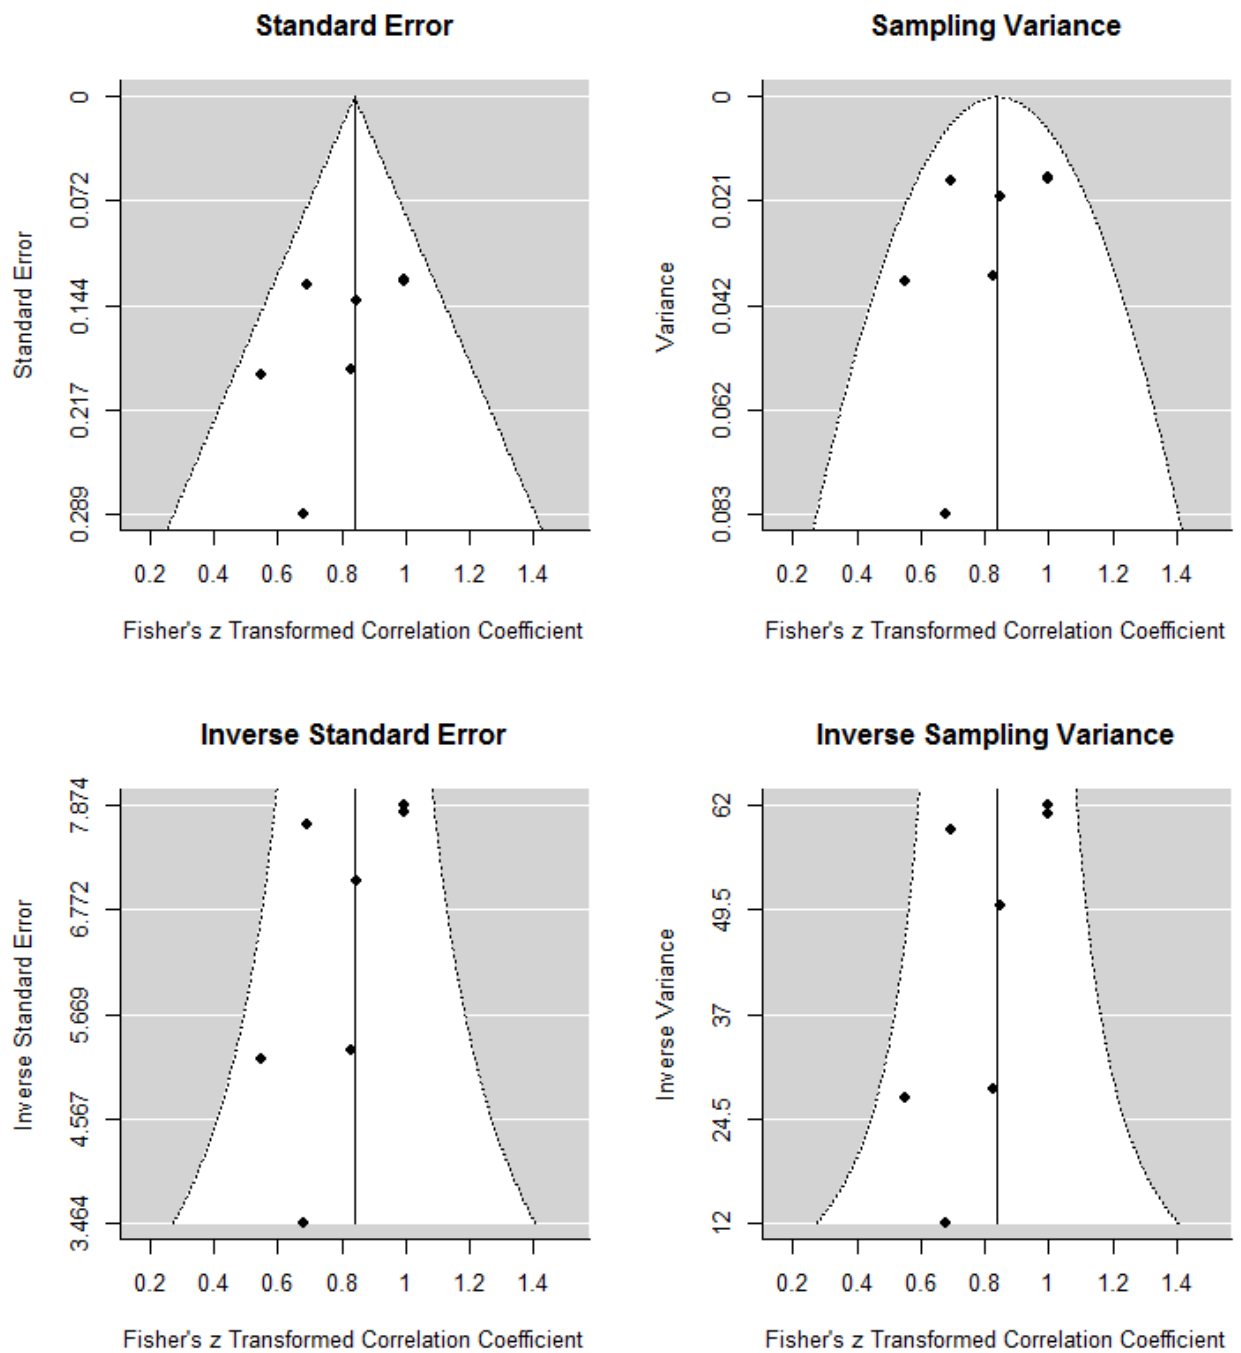 Standard Error
Standard Error
0
0.072
0.144
0.217
0.289
0.2 0.4 0.6 0.8 1 1.2 1.4
Fisher's z Transformed Correlation Coefficient
Sampling Variance
Variance
0
0.021
0.042
0.062
0.083
0.2 0.4 0.6 0.8 1 1.2 1.4
Fisher's z Transformed Correlation Coefficient
Inverse Standard Error
Inverse Standard Error
7.874
6.772
5.669
4.567
3.464
0.2 0.4 0.6 0.8 1 1.2 1.4
Fisher's z Transformed Correlation Coefficient
Inverse Sampling Variance
Inverse Variance
62
49.5
37
24.5
12
0.2 0.4 0.6 0.8 1 1.2 1.4
Fisher's z Transformed Correlation Coefficient